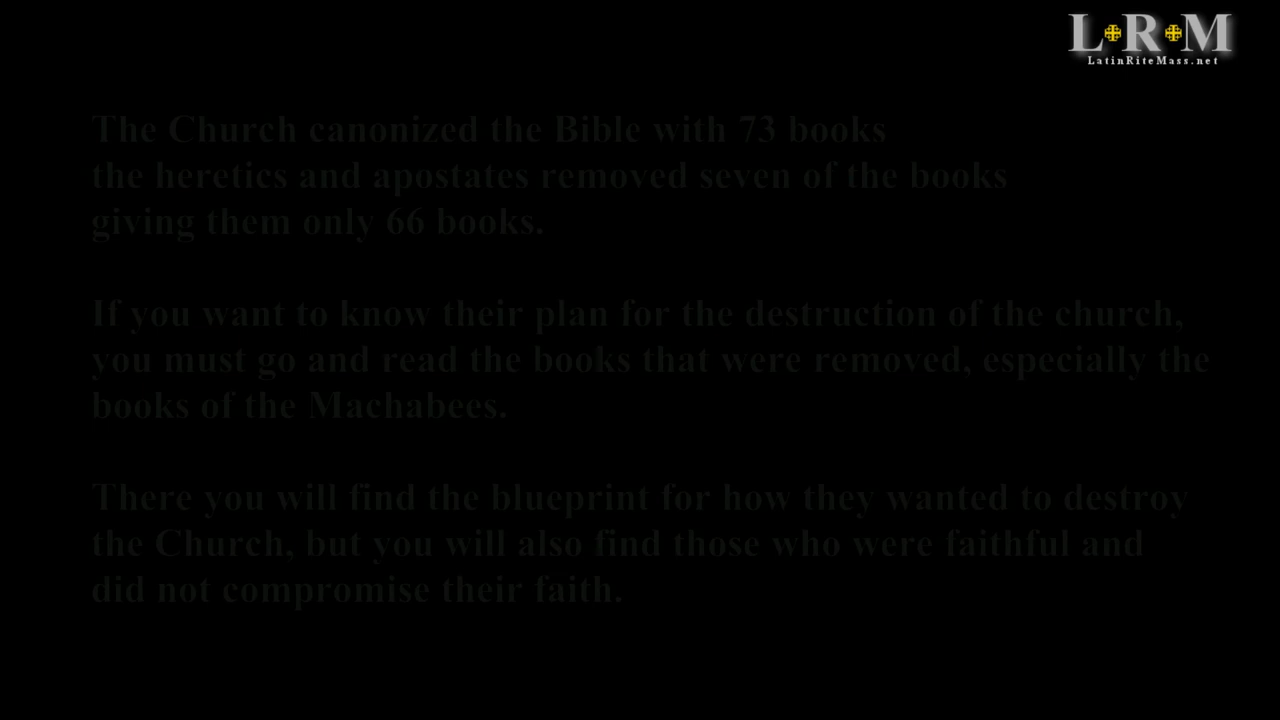 L R M
LatinRiteMass.net
The Church canonized the Bible with 73 books
the heretics and apostates removed seven of the books
giving them only 66 books.
If you want to know their plan for the destruction of the church,
you must go and read the books that were removed, especially the
books of the Machabees.
There you will find the blueprint for how they wanted to destroy
the Church, but you will also find those who were faithful and
did not compromise their faith.